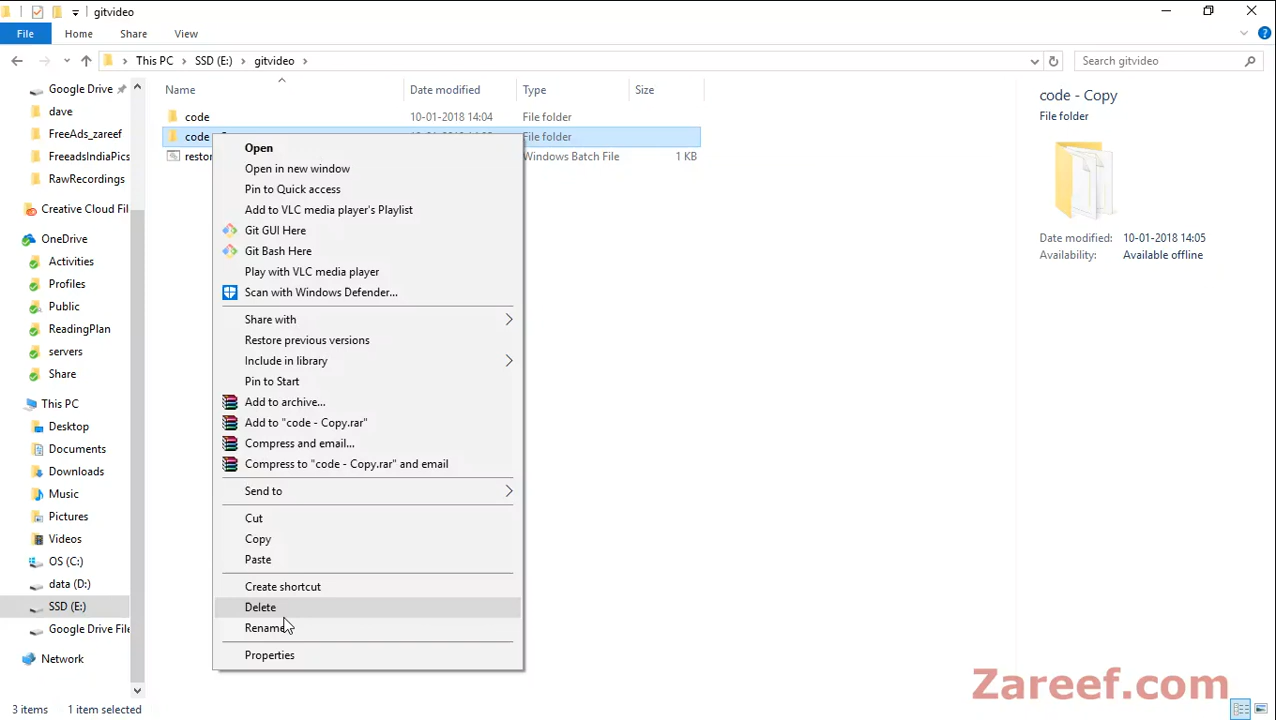 gitvideo
File Home Share View
This PC SSD (E:) gitvideo Search gitvideo
Name Date modified Type Size
Google Drive
dave
FreeAds_zareef
FreeadsIndiaPics
RawRecordings
Creative Cloud Fil
OneDrive
Activities
Profiles
Public
ReadingPlan
servers
Share
This PC
Desktop
Documents
Downloads
Music
Pictures
Videos
OS (C:)
data (D:)
SSD (E:)
Google Drive File
Network
code 10-01-2018 14:04 File folder
code File folder
restor Windows Batch File 1 KB
Open
Open in new window
Pin to Quick access
Add to VLC media player's Playlist
Git GUI Here
Git Bash Here
Play with VLC media player
Scan with Windows Defender...
Share with
Restore previous versions
Include in library
Pin to Start
Add to archive...
Add to "code - Copy.rar"
Compress and email...
Compress to "code - Copy.rar" and email
Send to
Cut
Copy
Paste
Create shortcut
Delete
Rename
Properties
code - Copy
File folder
Date modified: 10-01-2018 14:05
Availability: Available offline
Zareef.com
3 items 1 item selected